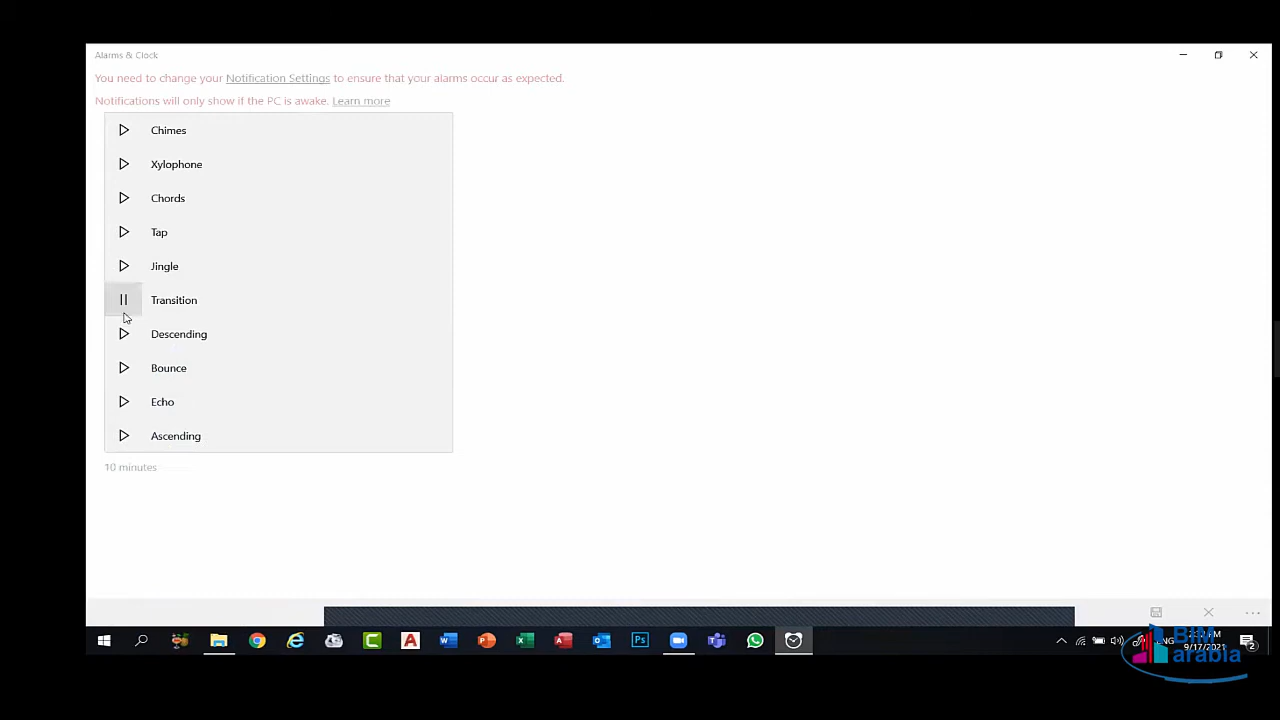 Alarms & Clock
You need to change your Notification Settings to ensure that your alarms occur as expected.
Notifications will only show if the PC is awake. Learn more
Chimes
Xylophone
Chords
Tap
Jingle
Transition
Descending
Bounce
Echo
Ascending
10 minutes
9/17/2021
2
BIM
arabia